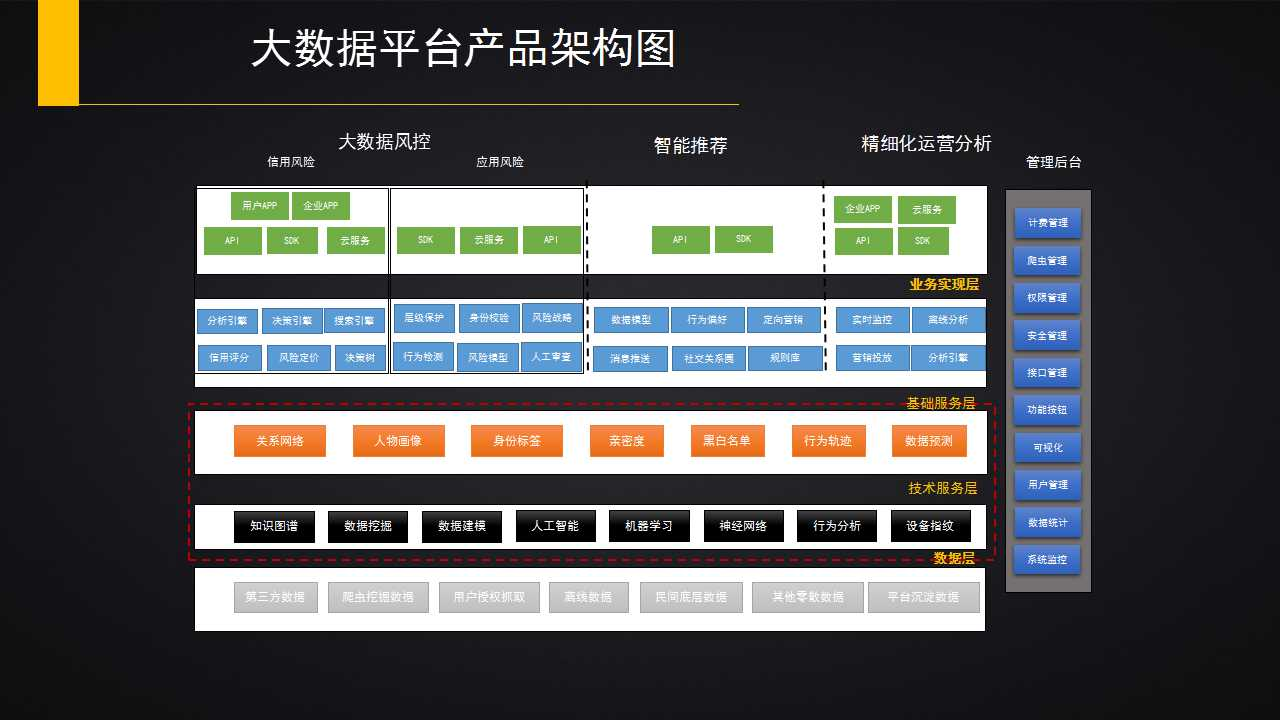 大数据平台产品架构图
大数据风控
智能推荐
精细化运营分析
信用风险
应用风险
管理后台
用户APP 企业APP
API SDK 云服务
SDK 云服务 API
API SDK
企业APP 云服务
API SDK
业务实现层
分析引擎 决策引擎 搜索引擎
信用评分 风险定价 决策树
层级保护 身份校验 风险战略
行为检测 风险模型 人工审查
数据模型 行为偏好 定向营销
消息推送 社交关系圈 规则库
实时监控 离线分析
营销投放 分析引擎
基础服务层
关系网络 人物画像 身份标签 亲密度 黑白名单 行为轨迹 数据预测
技术服务层
知识图谱 数据挖掘 数据建模 人工智能 机器学习 神经网络 行为分析 设备指纹
数据层
第三方数据 爬虫挖掘数据 用户授权抓取 离线数据 民间底层数据 其他零散数据 平台沉淀数据
计费管理
爬虫管理
权限管理
安全管理
接口管理
功能按钮
可视化
用户管理
数据统计
系统监控